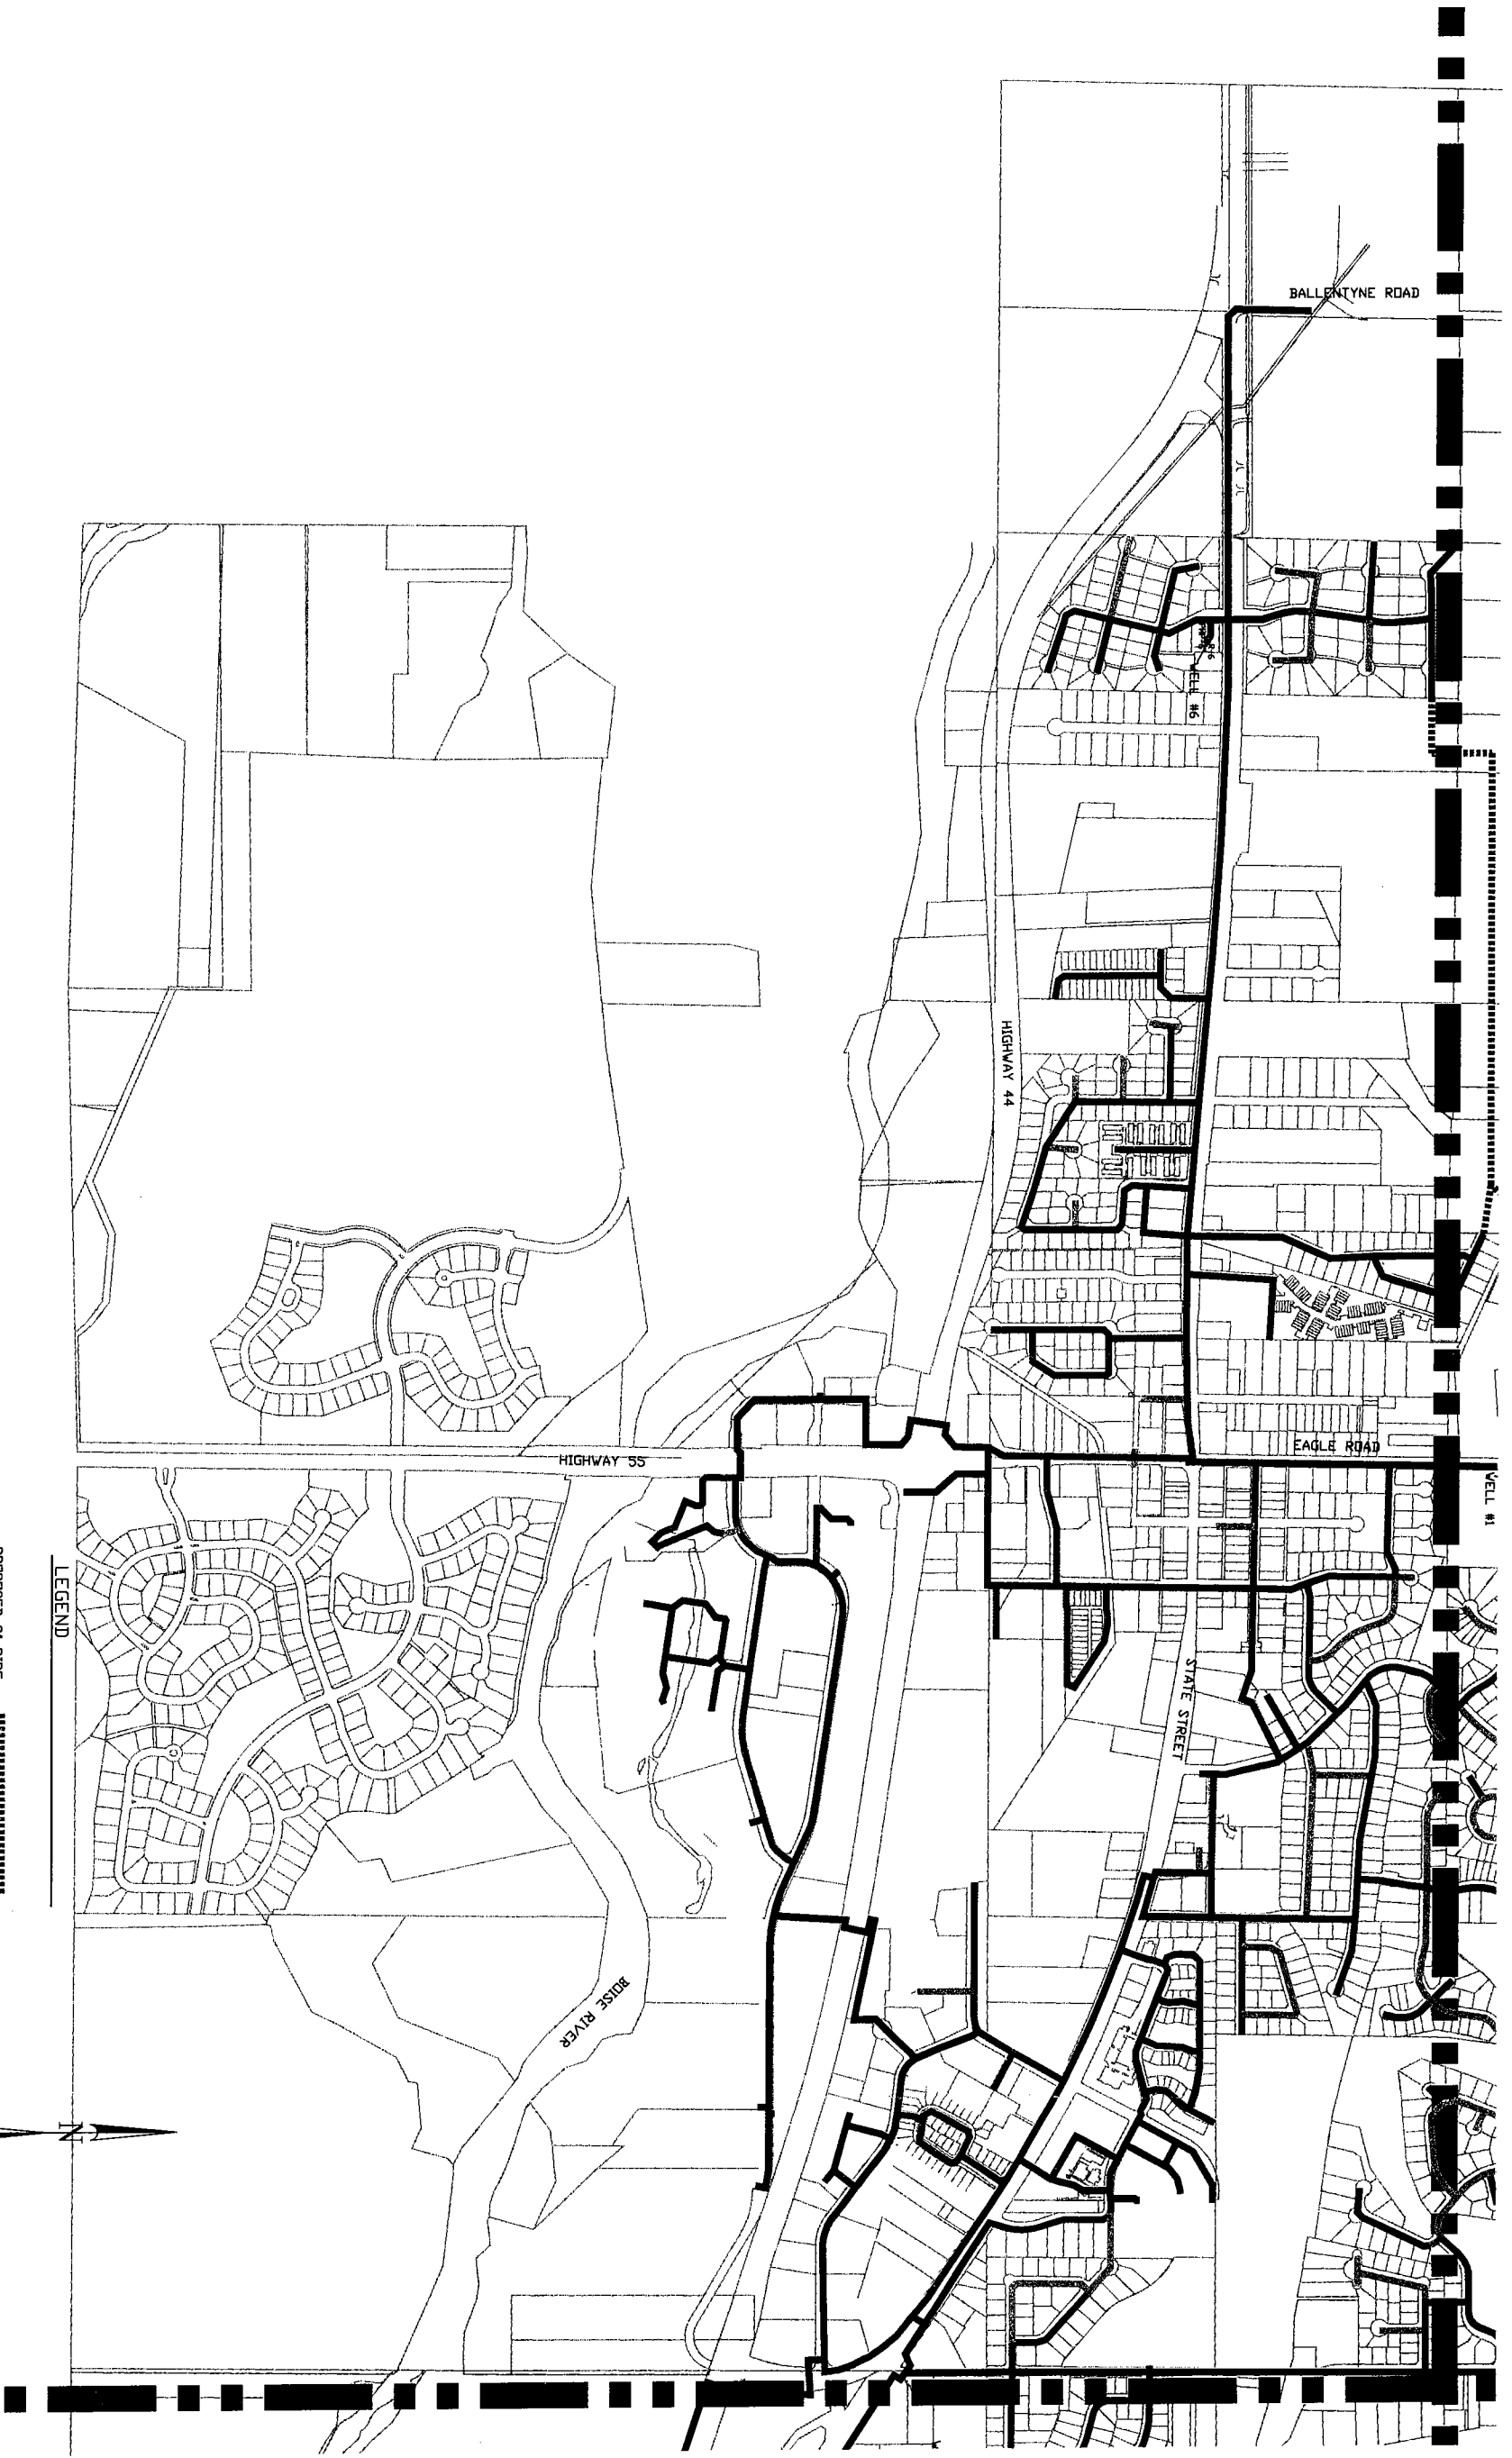 BALLENTYNE ROAD
WELL #6
HIGHWAY 44
EAGLE ROAD
WELL #1
HIGHWAY 55
STATE STREET
BOISE RIVER
LEGEND
N